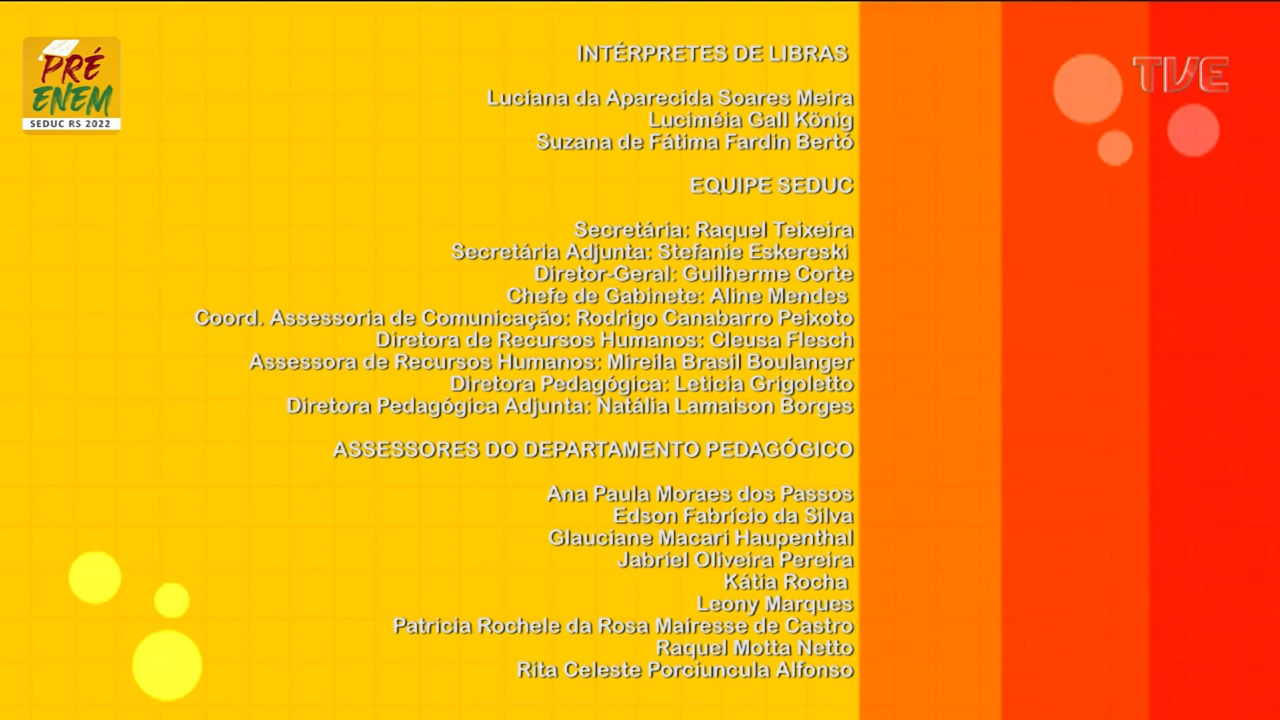 PRÉ
ENEM
SEDUC RS 2022
TVE
INTÉRPRETES DE LIBRAS
Luciana da Aparecida Soares Meira
Luciméia Gall König
Suzana de Fátima Fardin Bertó
EQUIPE SEDUC
Secretária: Raquel Teixeira
Secretária Adjunta: Stefanie Eskereski
Diretor-Geral: Guilherme Corte
Chefe de Gabinete: Aline Mendes
Coord. Assessoria de Comunicação: Rodrigo Canabarro Peixoto
Diretora de Recursos Humanos: Cleusa Flesch
Assessora de Recursos Humanos: Mireila Brasil Boulanger
Diretora Pedagógica: Leticia Grigoletto
Diretora Pedagógica Adjunta: Natália Lamaison Borges
ASSESSORES DO DEPARTAMENTO PEDAGÓGICO
Ana Paula Moraes dos Passos
Edson Fabrício da Silva
Glauciane Macari Haupenthal
Jabriel Oliveira Pereira
Kátia Rocha
Leony Marques
Patricia Rochele da Rosa Mairesse de Castro
Raquel Motta Netto
Rita Celeste Porciuncula Alfonso